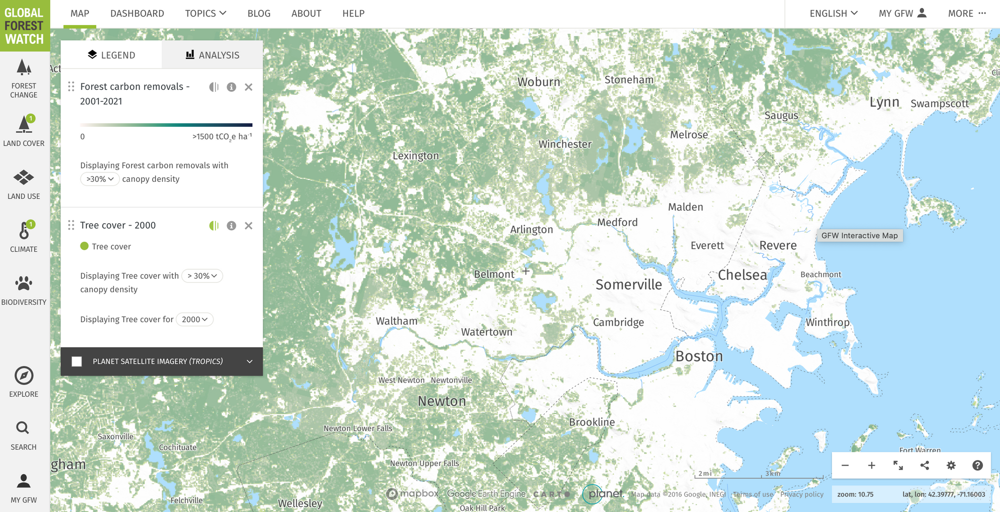 GLOBAL
FOREST
WATCH
MAP
DASHBOARD
TOPICS
BLOG
ABOUT
HELP
ENGLISH
MY GFW
MORE
FOREST
CHANGE
1
LAND COVER
LAND USE
1
CLIMATE
BIODIVERSITY
EXPLORE
SEARCH
MY GFW
LEGEND
ANALYSIS
Forest carbon removals -
2001-2021
0
>1500 tCO₂e ha⁻¹
Displaying Forest carbon removals with
>30% canopy density
Tree cover - 2000
Tree cover
Displaying Tree cover with > 30%
canopy density
Displaying Tree cover for 2000
PLANET SATELLITE IMAGERY (TROPICS)
Act
Woburn
Stoneham
Cli
Lynn
Swampscott
Saugus
Melrose
Winchester
Lexington
Malden
Medford
Arlington
GFW Interactive Map
Everett
Revere
Belmont
Chelsea
Beachmont
Somerville
Waltham
Cambridge
Winthrop
Watertown
Boston
West Newton
Newtonville
Newton
Brookline
Newton Lower Falls
Saxonville
Cochituate
Fort Warren
gham
Newton Upper Falls
2mi
3km
mapbox
Google Earth Engine
CARTO
planet.
Map data ©2016 Google, INEGI
Terms of use
Privacy policy
zoom: 10.75
lat, lon: 42.39777, -71.16003
Felchville
Wellesley
Oak Hill Park